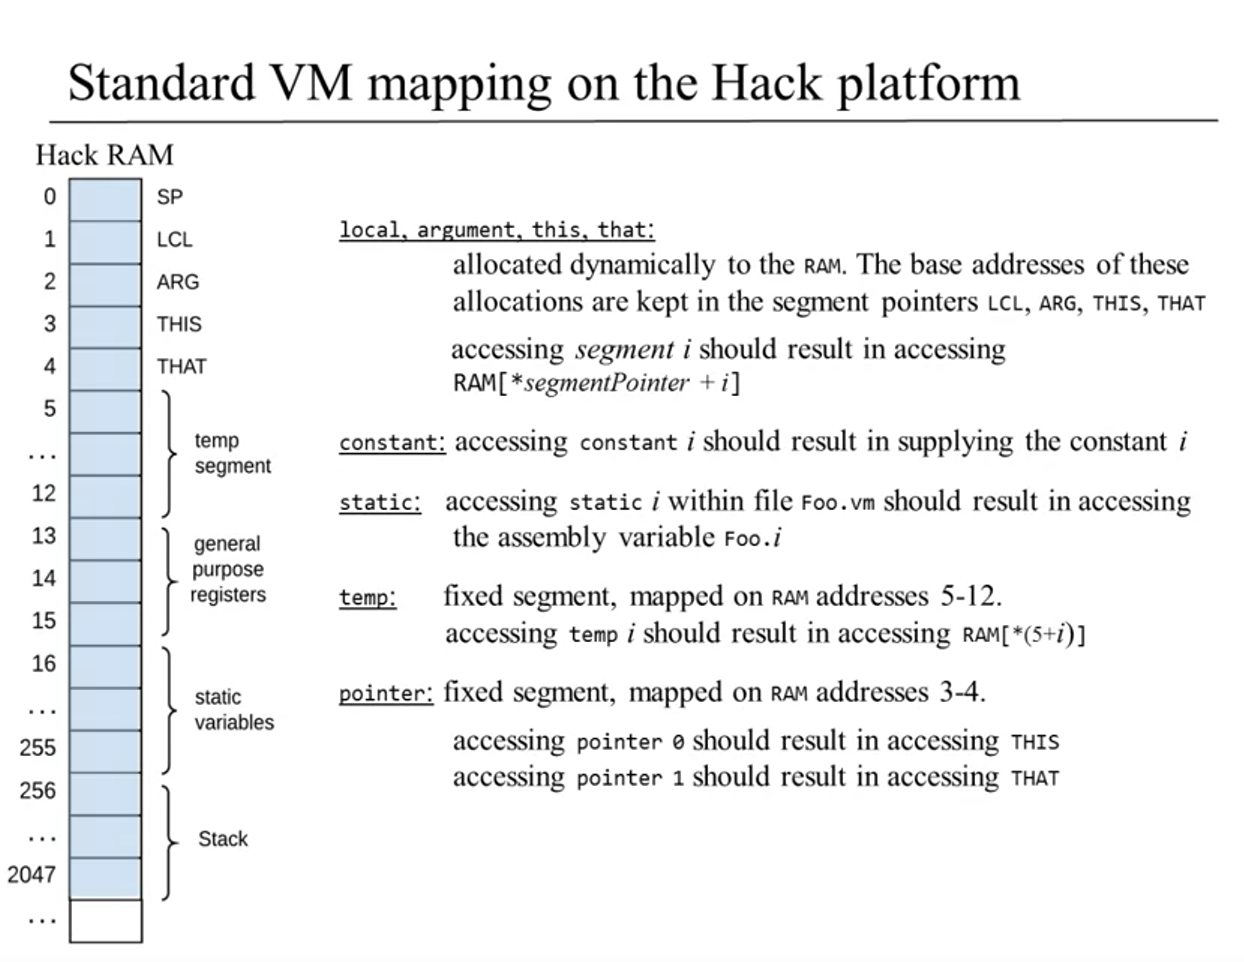 Standard VM mapping on the Hack platform
Hack RAM
0 SP
1 LCL
2 ARG
3 THIS
4 THAT
5
...
12
temp
segment
13
14
15
general
purpose
registers
16
...
255
static
variables
256
...
2047
Stack
...
local, argument, this, that:
allocated dynamically to the RAM. The base addresses of these
allocations are kept in the segment pointers LCL, ARG, THIS, THAT
accessing segment i should result in accessing
RAM[*segmentPointer + i]
constant: accessing constant i should result in supplying the constant i
static: accessing static i within file Foo.vm should result in accessing
the assembly variable Foo.i
temp: fixed segment, mapped on RAM addresses 5-12.
accessing temp i should result in accessing RAM[*(5+i)]
pointer: fixed segment, mapped on RAM addresses 3-4.
accessing pointer 0 should result in accessing THIS
accessing pointer 1 should result in accessing THAT